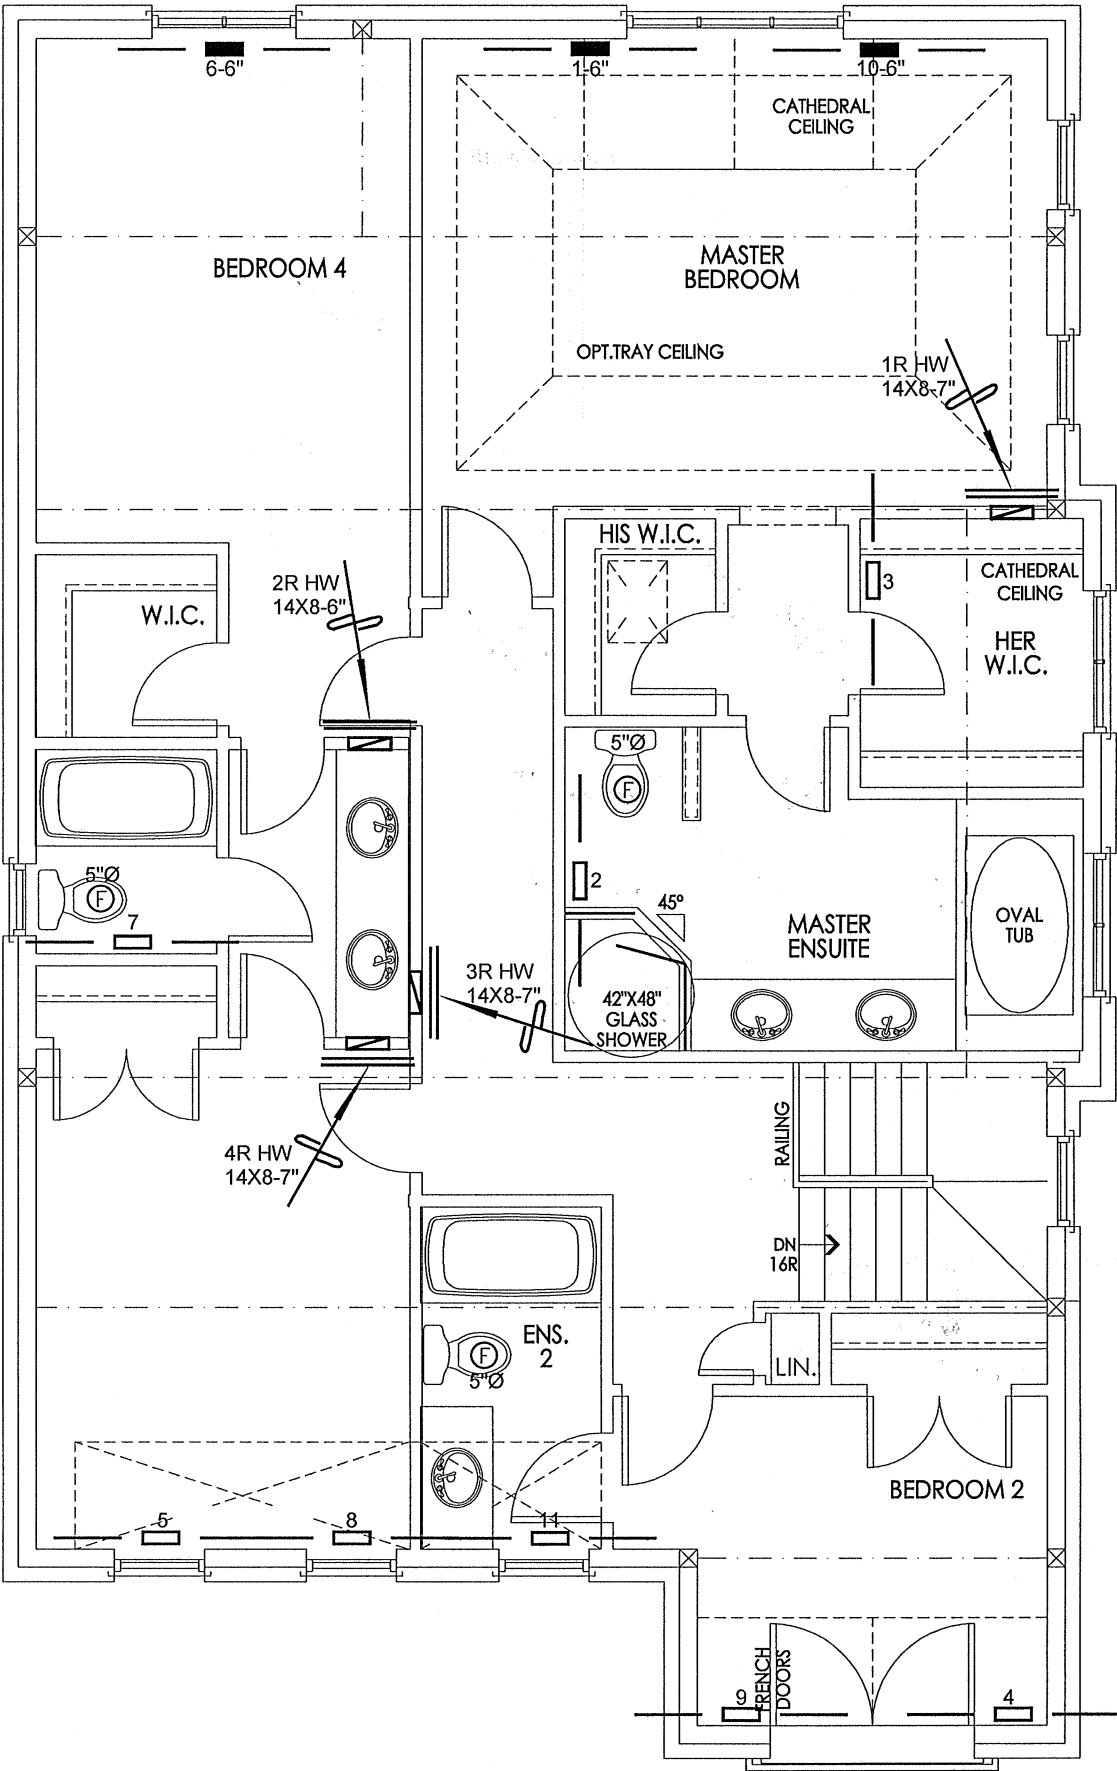 6-6"
1-6"
10-6"
CATHEDRAL
CEILING
BEDROOM 4
MASTER
BEDROOM
OPT.TRAY CEILING
1R HW
14X8-7"
HIS W.I.C.
2R HW
14X8-6"
3
CATHEDRAL
CEILING
W.I.C.
HER
W.I.C.
5"Ø
F
5"Ø
F
7
2
45°
MASTER
ENSUITE
OVAL
TUB
3R HW
14X8-7"
42"X48"
GLASS
SHOWER
4R HW
14X8-7"
RAILING
DN
16R
ENS.
2
F
5"Ø
LIN.
BEDROOM 2
5
8
11
FRENCH
DOORS
9
4